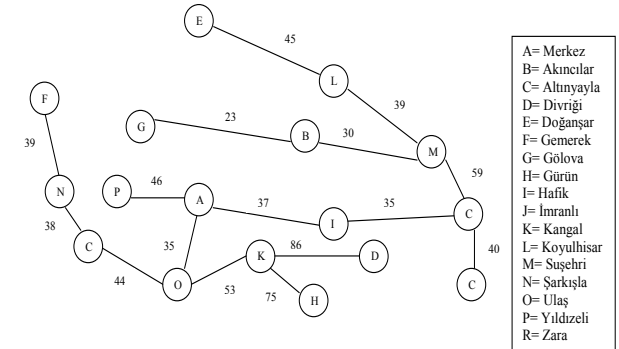 E
45
L
F
39
G
23
B
30
M
39
59
N
P
46
A
37
I
35
C
38
C
35
K
86
D
40
44
O
53
75
H
C
A= Merkez
B= Akıncılar
C= Altınyayla
D= Divriği
E= Doğanşar
F= Gemerek
G= Gölova
H= Gürün
I= Hafik
J= İmranlı
K= Kangal
L= Koyulhisar
M= Suşehri
N= Şarkışla
O= Ulaş
P= Yıldızeli
R= Zara